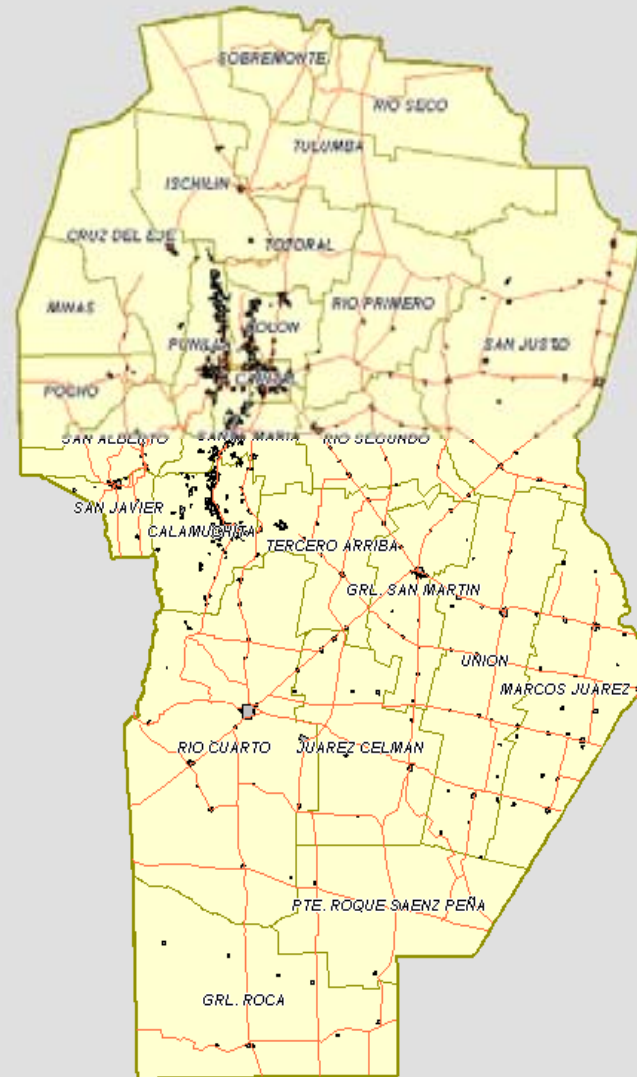 SOBREMONTE
RIO SECO
TULUMBA
ISCHILIN
CRUZ DEL EJE
TOTORAL
MINAS
RIO PRIMERO
COLON
PUNILLA
SAN JUSTO
CAPITAL
POCHO
SAN ALBERTO
SANTA MARIA
RIO SEGUNDO
SAN JAVIER
CALAMUCHITA
TERCERO ARRIBA
GRL. SAN MARTIN
UNION
MARCOS JUAREZ
RIO CUARTO
JUAREZ CELMAN
PTE. ROQUE SAENZ PEÑA
GRL. ROCA